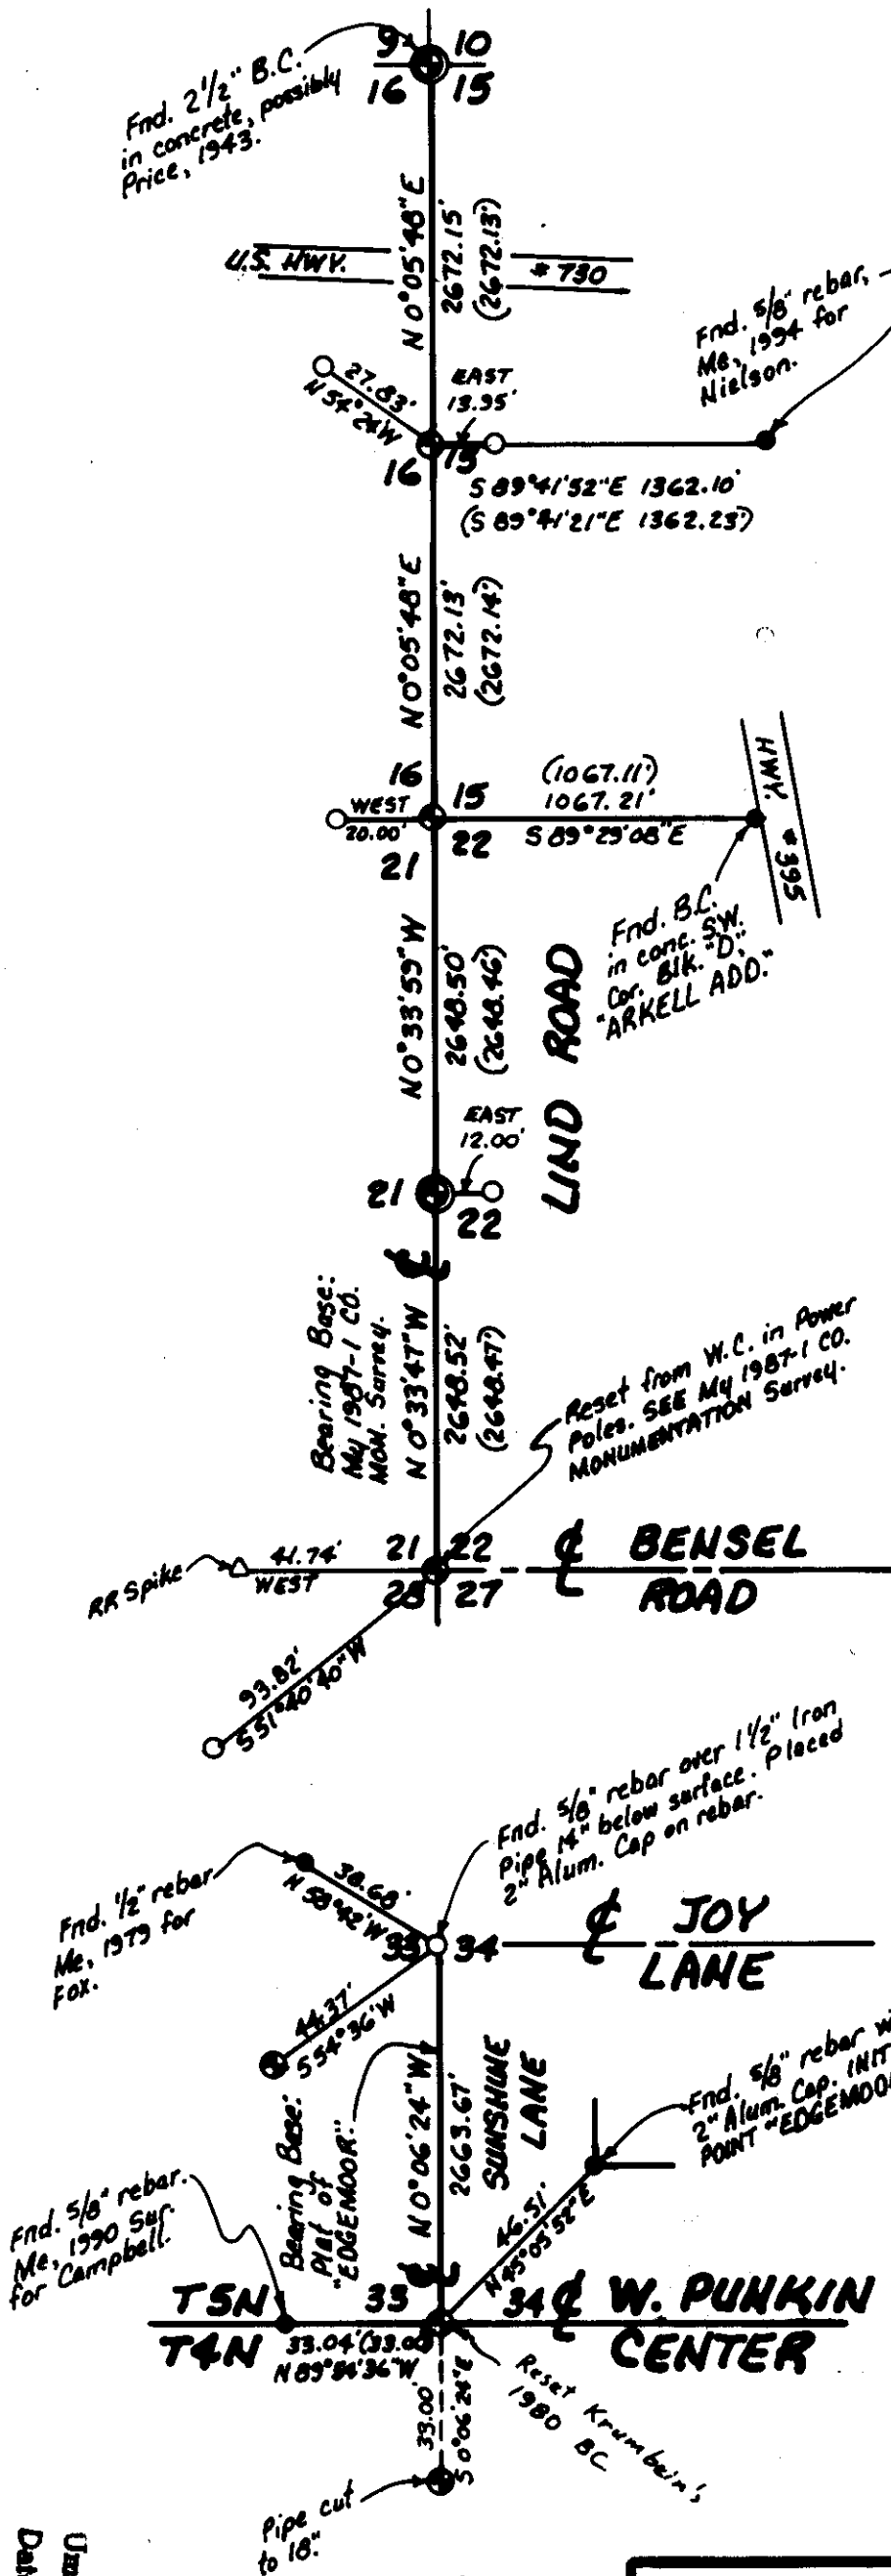 9 10
16 15
Fnd. 2 1/2" B.C.
in concrete, possibly
Price, 1943.
N 0°05'48" E
2672.15'
(2672.13')
U.S. HWY.
# 730
Fnd. 5/8" rebar,
Me, 1994 for
Nielson.
27.83'
EAST
13.95'
16 15
S 89°41'52"E 1362.10'
(S 89°41'21"E 1362.23')
N 0°05'48" E
2672.13'
(2672.14')
16
15
WEST
20.00'
21
22
(1067.11')
1067.21'
S 89°29'08"E
HWY. #395
Fnd. B.C.
in conc. S.W.
Cor. Blk. "D",
"ARKELL ADD."
N 0°33'59" W
2648.50'
(2648.46')
LIND ROAD
EAST
12.00'
21
22
℄
Bearing Base:
My 1987-1 CO.
MON. Survey.
N 0°33'47" W
2648.52'
(2648.47')
Reset from W.C. in Power
Poles. SEE My 1987-1 CO.
MONUMENTATION Survey.
RR Spike
41.74'
WEST
21 22
28 27
℄ BENSEL
ROAD
93.82'
S 51°40'40"W
Fnd. 5/8" rebar over 1 1/2" Iron
Pipe 14" below surface. Placed
2" Alum. Cap on rebar.
Fnd. 1/2" rebar
Me, 1979 for
Fox.
38.68'
N 58°42'W
33 34
℄ JOY
LANE
44.37'
S 54°36'W
Bearing Base:
Plat of
"EDGEMOOR."
N 0°06'24" W
2663.67'
SUNSHINE
LANE
Fnd. 5/8" rebar
2" Alum. Cap.
POINT
46.51'
N 45°05'52"E
Fnd. 5/8" rebar.
Me, 1990 Sur.
for Campbell.
℄
T5N
33
34
℄ W. PUNKIN
T4N
33.04' (33.00')
N 89°54'36"W
CENTER
33.00'
S 0°06'24"E
Reset Krumbein's
1980 BC
Pipe cut
to 18".